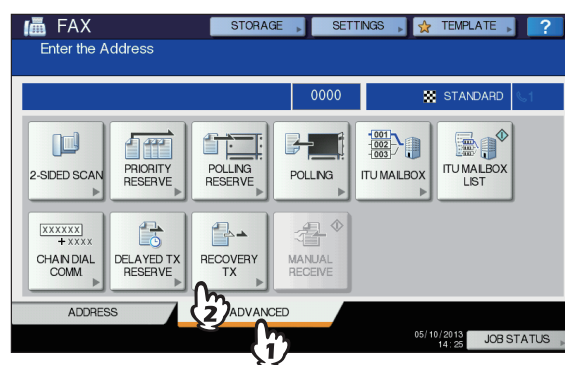 FAX
STORAGE
SETTINGS
TEMPLATE
?
Enter the Address
0000
STANDARD
1
2-SIDED SCAN
PRIORITY
RESERVE
POLLING
RESERVE
POLLING
001
002
003
ITU MAILBOX
ITU MAILBOX
LIST
XXXXXX
+XXXX
CHAIN DIAL
COMM.
DELAYED TX
RESERVE
RECOVERY
TX
MANUAL
RECEIVE
2
ADDRESS
ADVANCED
1
05/10/2013
14:25
JOB STATUS